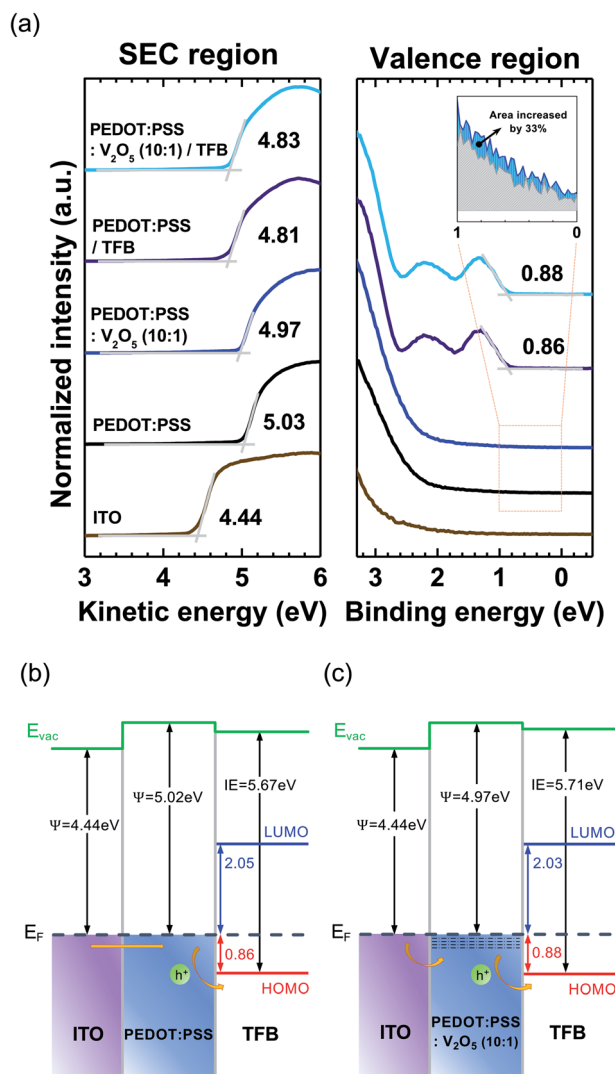 (a)
SEC region
Valence region
Normalized intensity (a.u.)
PEDOT:PSS
: V₂O₅ (10:1) / TFB
4.83
PEDOT:PSS
/ TFB
4.81
PEDOT:PSS
: V₂O₅ (10:1)
4.97
PEDOT:PSS
5.03
ITO
4.44
3 4 5 6
Kinetic energy (eV)
Area increased
by 33%
1 0
0.88
0.86
3 2 1 0
Binding energy (eV)
(b)
Evac
Ψ=4.44eV
Ψ=5.02eV
IE=5.67eV
LUMO
2.05
EF
0.86
h⁺
HOMO
ITO
PEDOT:PSS
TFB
(c)
Evac
Ψ=4.44eV
Ψ=4.97eV
IE=5.71eV
LUMO
2.03
EF
0.88
h⁺
HOMO
ITO
PEDOT:PSS
: V₂O₅ (10:1)
TFB